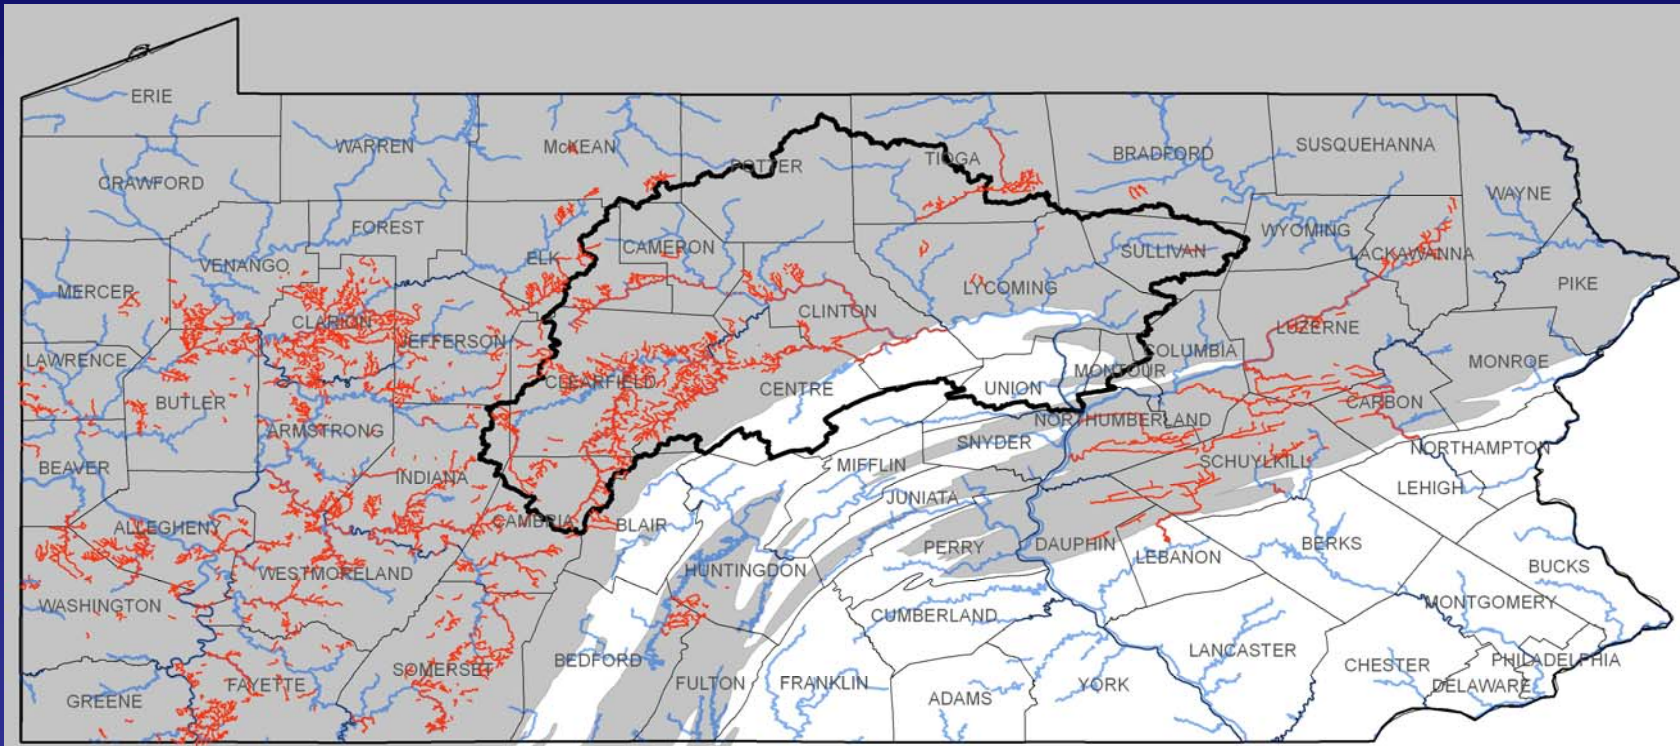 ERIE
WARREN
McKEAN
POTTER
TIOGA
BRADFORD
SUSQUEHANNA
CRAWFORD
WAYNE
FOREST
CAMERON
SULLIVAN
WYOMING
VENANGO
ELK
LACKAWANNA
MERCER
LYCOMING
PIKE
CLARION
CLINTON
JEFFERSON
LUZERNE
LAWRENCE
COLUMBIA
MONROE
CLEARFIELD
CENTRE
UNION
MONTOUR
BUTLER
CARBON
ARMSTRONG
NORTHUMBERLAND
SNYDER
NORTHAMPTON
BEAVER
INDIANA
MIFFLIN
SCHUYLKILL
LEHIGH
JUNIATA
ALLEGHENY
CAMBRIA
BLAIR
PERRY
DAUPHIN
LEBANON
BERKS
WESTMORELAND
HUNTINGDON
BUCKS
WASHINGTON
CUMBERLAND
MONTGOMERY
SOMERSET
BEDFORD
LANCASTER
CHESTER
PHILADELPHIA
GREENE
FAYETTE
FULTON
FRANKLIN
ADAMS
YORK
DELAWARE